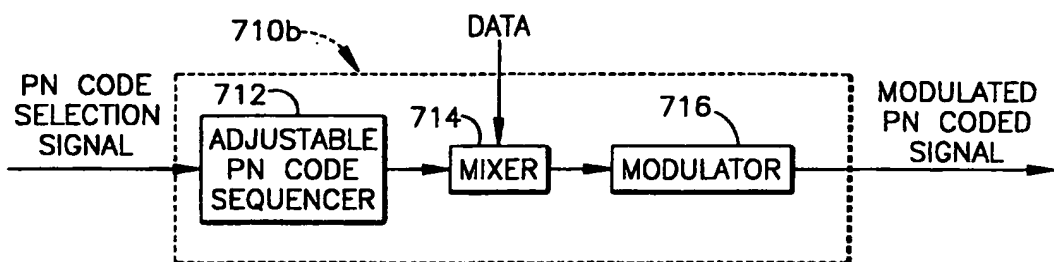 710b
DATA
PN CODE
SELECTION
SIGNAL
712
ADJUSTABLE
PN CODE
SEQUENCER
714
MIXER
716
MODULATOR
MODULATED
PN CODED
SIGNAL